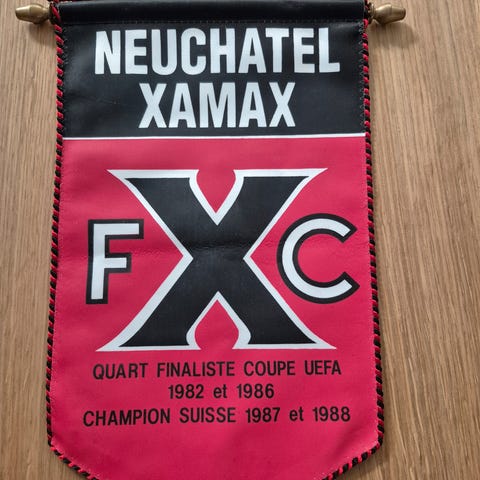 NEUCHATEL
XAMAX
FXC
QUART FINALISTE COUPE UEFA
1982 et 1986
CHAMPION SUISSE 1987 et 1988